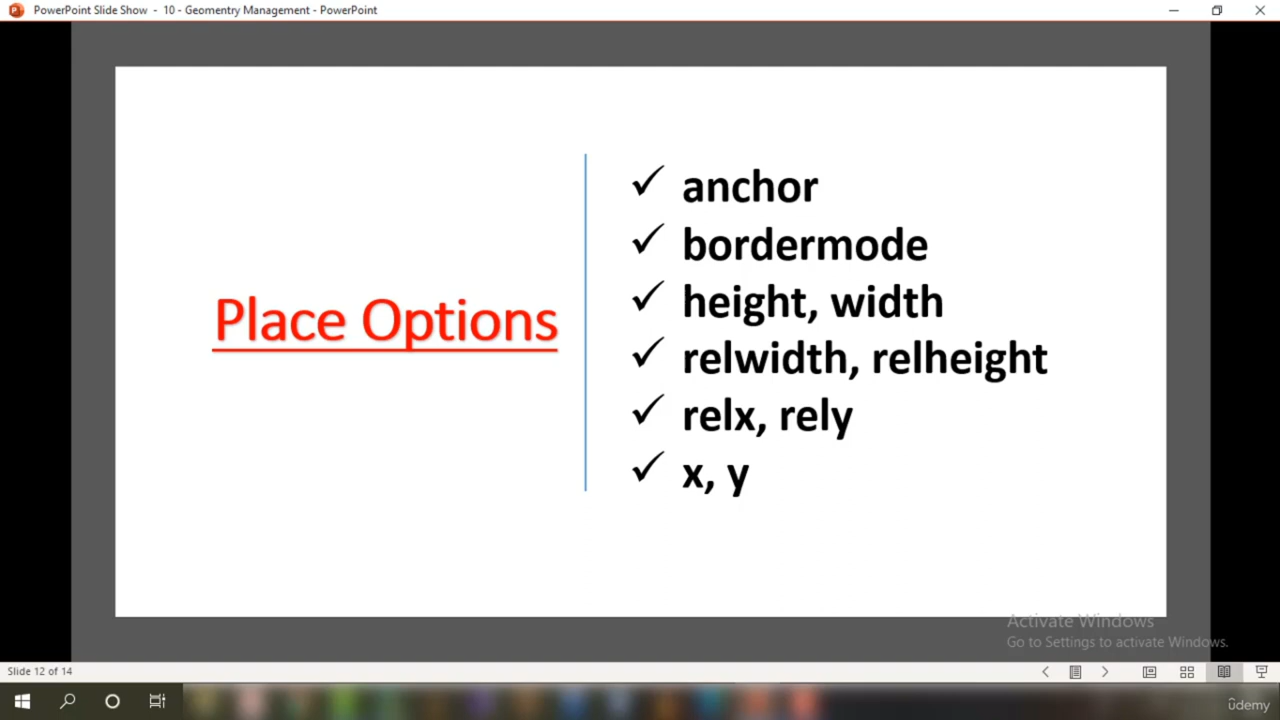 PowerPoint Slide Show - 10 - Geomentry Management - PowerPoint
Place Options
✓ anchor
✓ bordermode
✓ height, width
✓ relwidth, relheight
✓ relx, rely
✓ x, y
Activate Windows
Go to Settings to activate Windows.
Slide 12 of 14
ûdemy